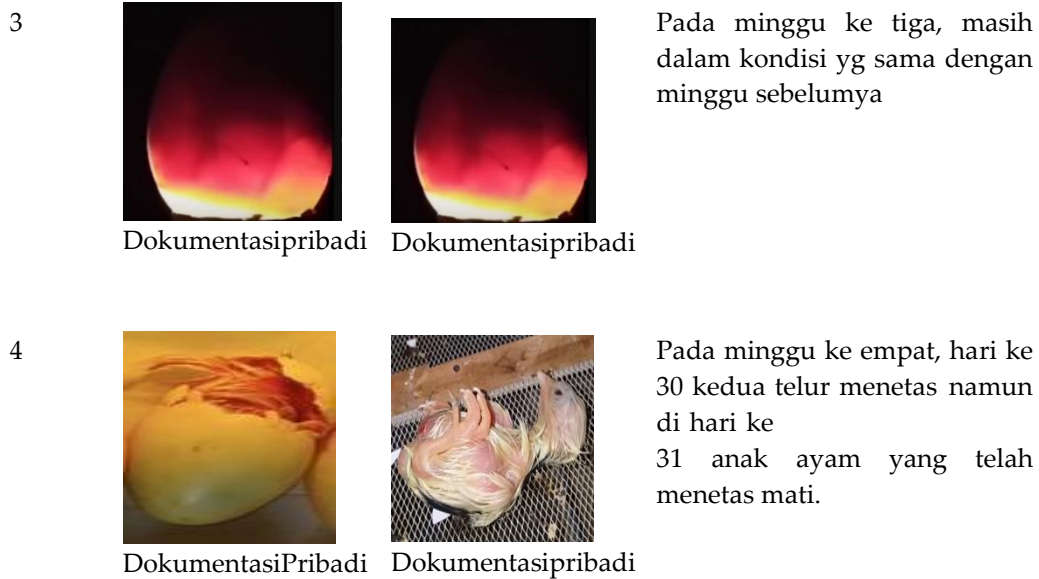 3
Pada minggu ke tiga, masih
dalam kondisi yg sama dengan
minggu sebelumya
Dokumentasipribadi
Dokumentasipribadi
4
Pada minggu ke empat, hari ke
30 kedua telur menetas namun
di hari ke
31 anak ayam yang telah
menetas mati.
DokumentasiPribadi
Dokumentasipribadi